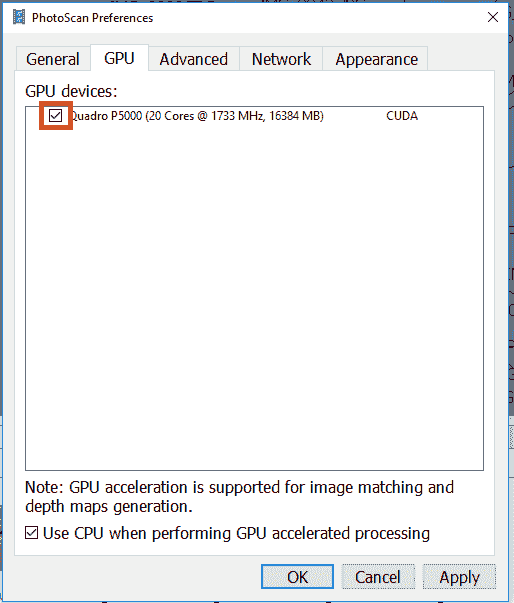 PhotoScan Preferences
General GPU Advanced Network Appearance
GPU devices:
Quadro P5000 (20 Cores @ 1733 MHz, 16384 MB) CUDA
Note: GPU acceleration is supported for image matching and
depth maps generation.
Use CPU when performing GPU accelerated processing
OK Cancel Apply